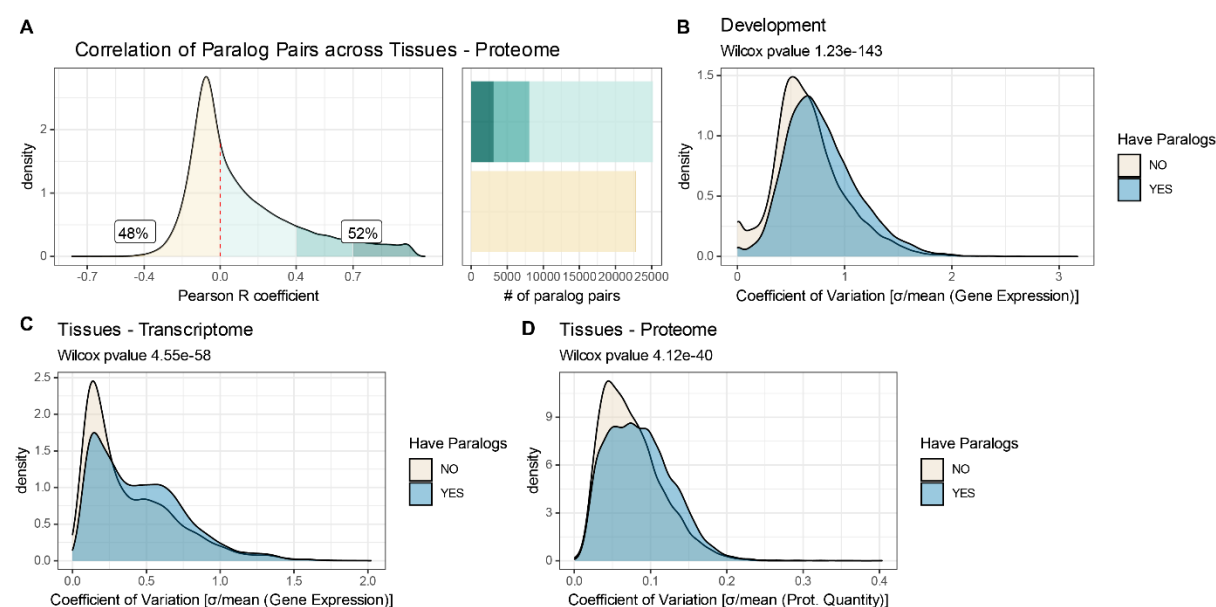 A
Correlation of Paralog Pairs across Tissues - Proteome
density
2
1
0
48%
52%
-0.7
-0.4
0.0
0.4
0.7
Pearson R coefficient
0
5000
10000
15000
20000
25000
# of paralog pairs
B
Development
Wilcox pvalue 1.23e-143
density
1.5
1.0
0.5
0.0
0
1
2
3
Coefficient of Variation [σ/mean (Gene Expression)]
Have Paralogs
NO
YES
C
Tissues - Transcriptome
Wilcox pvalue 4.55e-58
density
2.5
2.0
1.5
1.0
0.5
0.0
0.0
0.5
1.0
1.5
2.0
Coefficient of Variation [σ/mean (Gene Expression)]
Have Paralogs
NO
YES
D
Tissues - Proteome
Wilcox pvalue 4.12e-40
density
9
6
3
0
0.0
0.1
0.2
0.3
0.4
Coefficient of Variation [σ/mean (Prot. Quantity)]
Have Paralogs
NO
YES